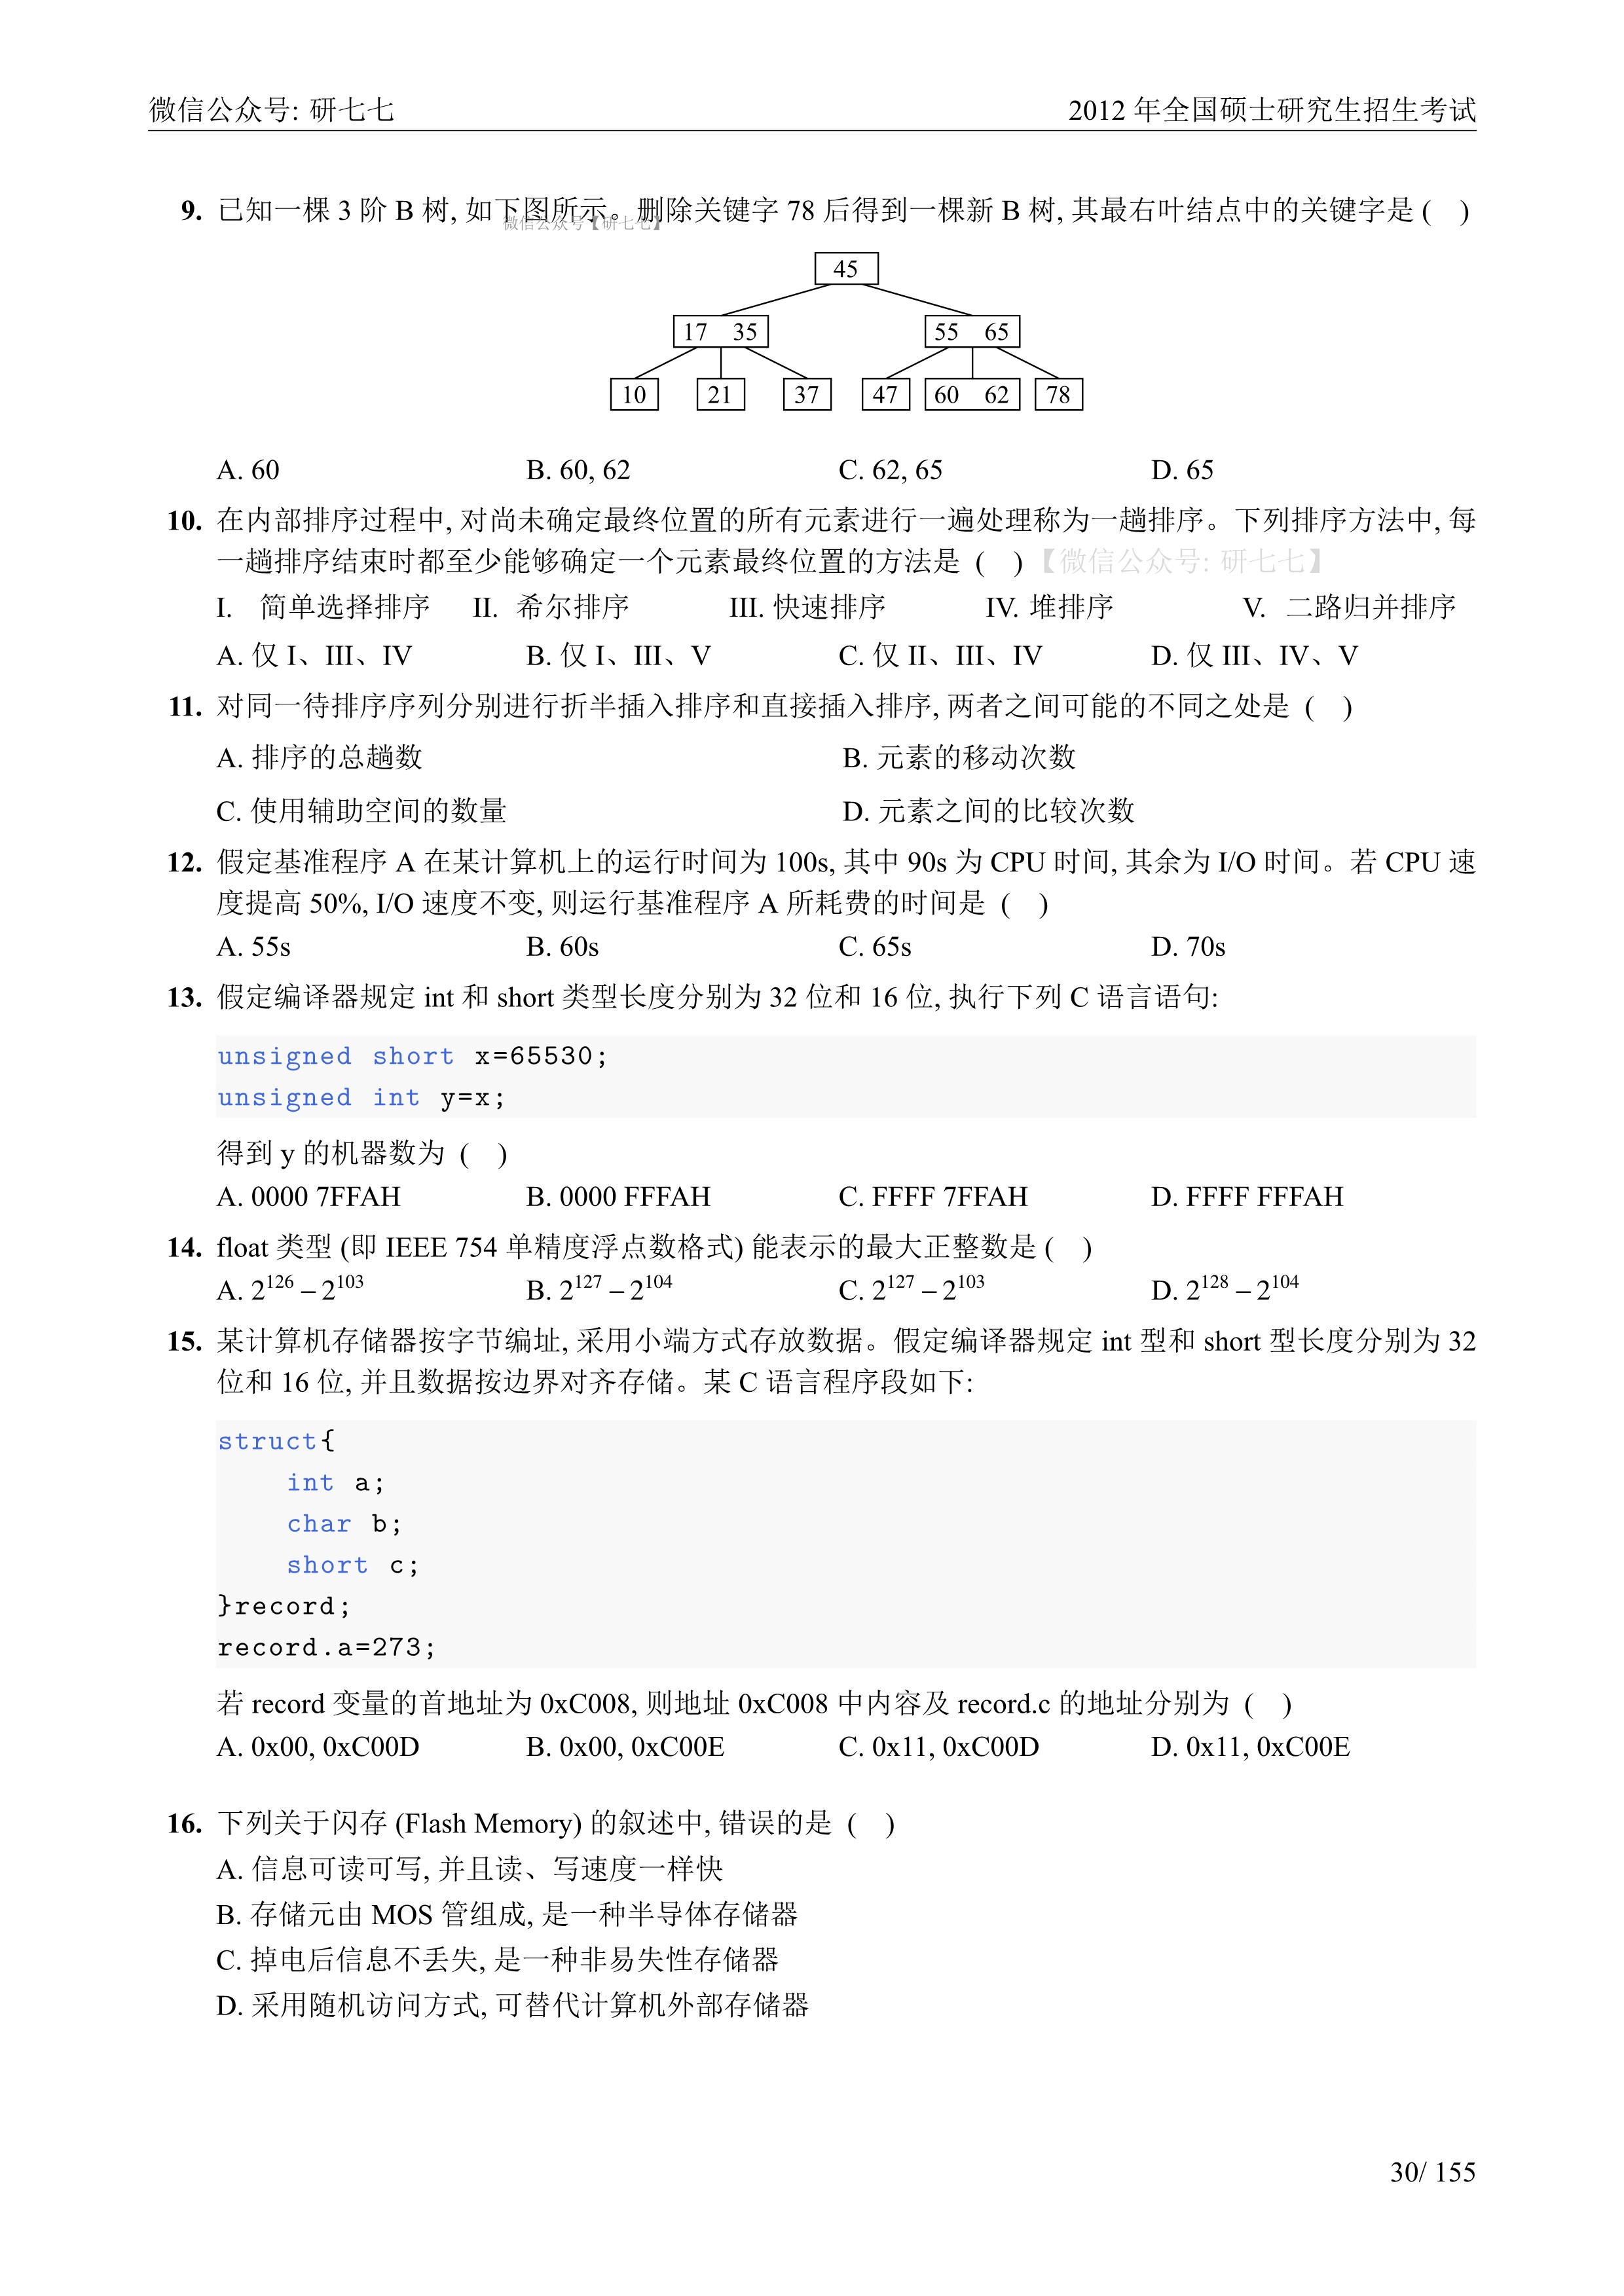 微信公众号: 研七七 2012 年全国硕士研究生招生考试
9. 已知一棵 3 阶 B 树, 如下图所示。删除关键字 78 后得到一棵新 B 树, 其最右叶结点中的关键字是 ( )
微信公众号【研七七】
45
17 35 55 65
10 21 37 47 60 62 78
A. 60 B. 60, 62 C. 62, 65 D. 65
10. 在内部排序过程中, 对尚未确定最终位置的所有元素进行一遍处理称为一趟排序。下列排序方法中, 每
一趟排序结束时都至少能够确定一个元素最终位置的方法是 ( ) 【微信公众号: 研七七】
I. 简单选择排序 II. 希尔排序 III. 快速排序 IV. 堆排序 V. 二路归并排序
A. 仅 I、III、IV B. 仅 I、III、V C. 仅 II、III、IV D. 仅 III、IV、V
11. 对同一待排序序列分别进行折半插入排序和直接插入排序, 两者之间可能的不同之处是 ( )
A. 排序的总趟数 B. 元素的移动次数
C. 使用辅助空间的数量 D. 元素之间的比较次数
12. 假定基准程序 A 在某计算机上的运行时间为 100s, 其中 90s 为 CPU 时间, 其余为 I/O 时间。若 CPU 速
度提高 50%, I/O 速度不变, 则运行基准程序 A 所耗费的时间是 ( )
A. 55s B. 60s C. 65s D. 70s
13. 假定编译器规定 int 和 short 类型长度分别为 32 位和 16 位, 执行下列 C 语言语句:
unsigned short x=65530;
unsigned int y=x;
得到 y 的机器数为 ( )
A. 0000 7FFAH B. 0000 FFFAH C. FFFF 7FFAH D. FFFF FFFAH
14. float 类型 (即 IEEE 754 单精度浮点数格式) 能表示的最大正整数是 ( )
A. 2^126 − 2^103 B. 2^127 − 2^104 C. 2^127 − 2^103 D. 2^128 − 2^104
15. 某计算机存储器按字节编址, 采用小端方式存放数据。假定编译器规定 int 型和 short 型长度分别为 32
位和 16 位, 并且数据按边界对齐存储。某 C 语言程序段如下:
struct{
int a;
char b;
short c;
}record;
record.a=273;
若 record 变量的首地址为 0xC008, 则地址 0xC008 中内容及 record.c 的地址分别为 ( )
A. 0x00, 0xC00D B. 0x00, 0xC00E C. 0x11, 0xC00D D. 0x11, 0xC00E
16. 下列关于闪存 (Flash Memory) 的叙述中, 错误的是 ( )
A. 信息可读可写, 并且读、写速度一样快
B. 存储元由 MOS 管组成, 是一种半导体存储器
C. 掉电后信息不丢失, 是一种非易失性存储器
D. 采用随机访问方式, 可替代计算机外部存储器
30/ 155